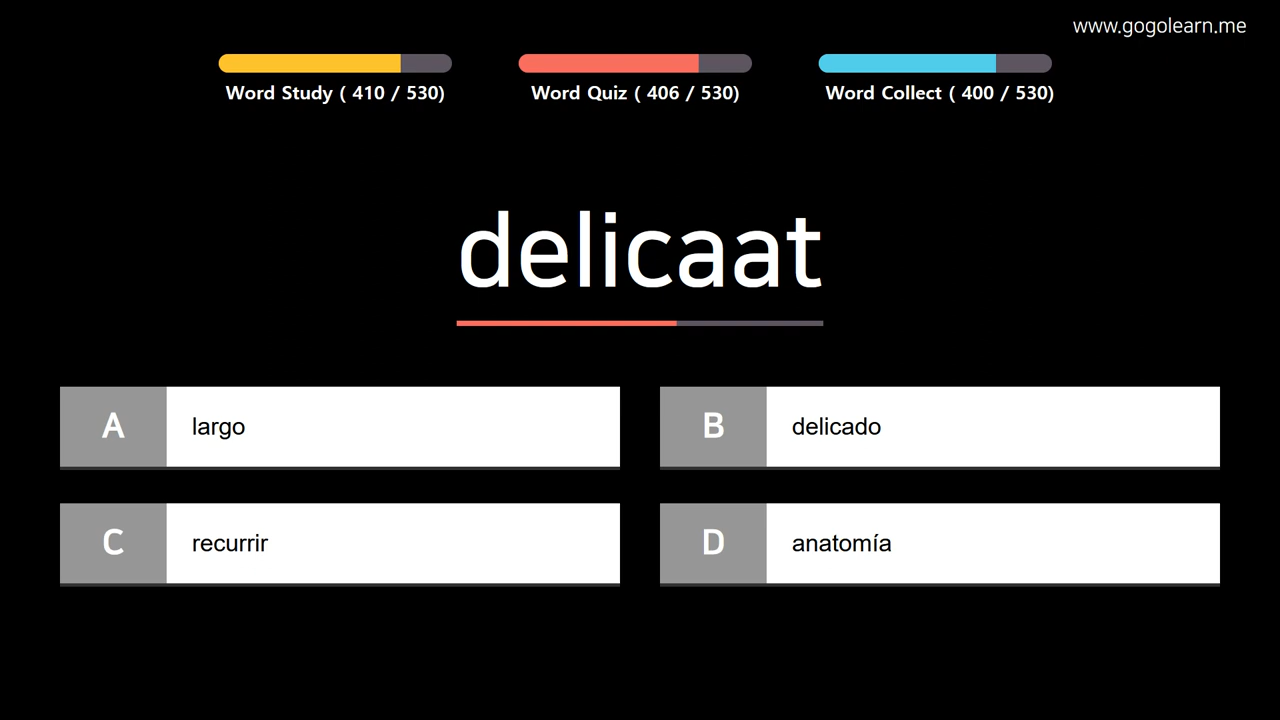 www.gogolearn.me
Word Study ( 410 / 530)
Word Quiz ( 406 / 530)
Word Collect ( 400 / 530)
delicaat
A
largo
B
delicado
C
recurrir
D
anatomía